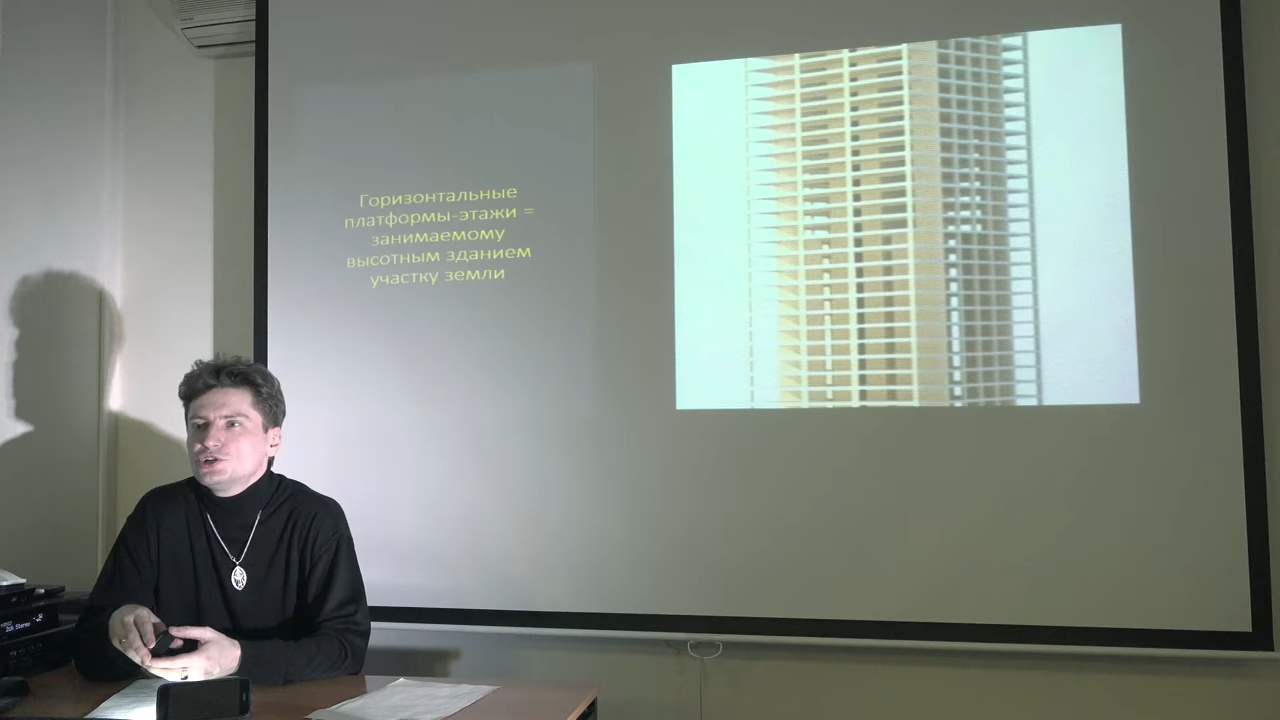 Горизонтальные
платформы-этажи =
занимаемому
высотным зданием
участку земли